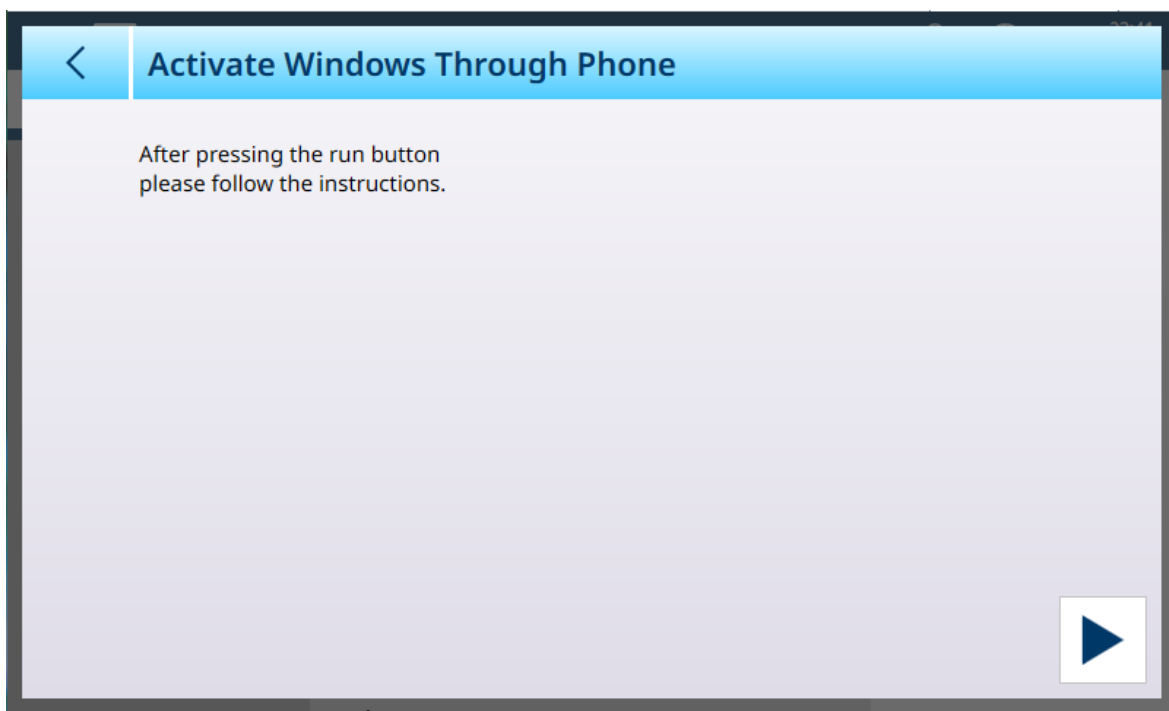 Activate Windows Through Phone
After pressing the run button
please follow the instructions.